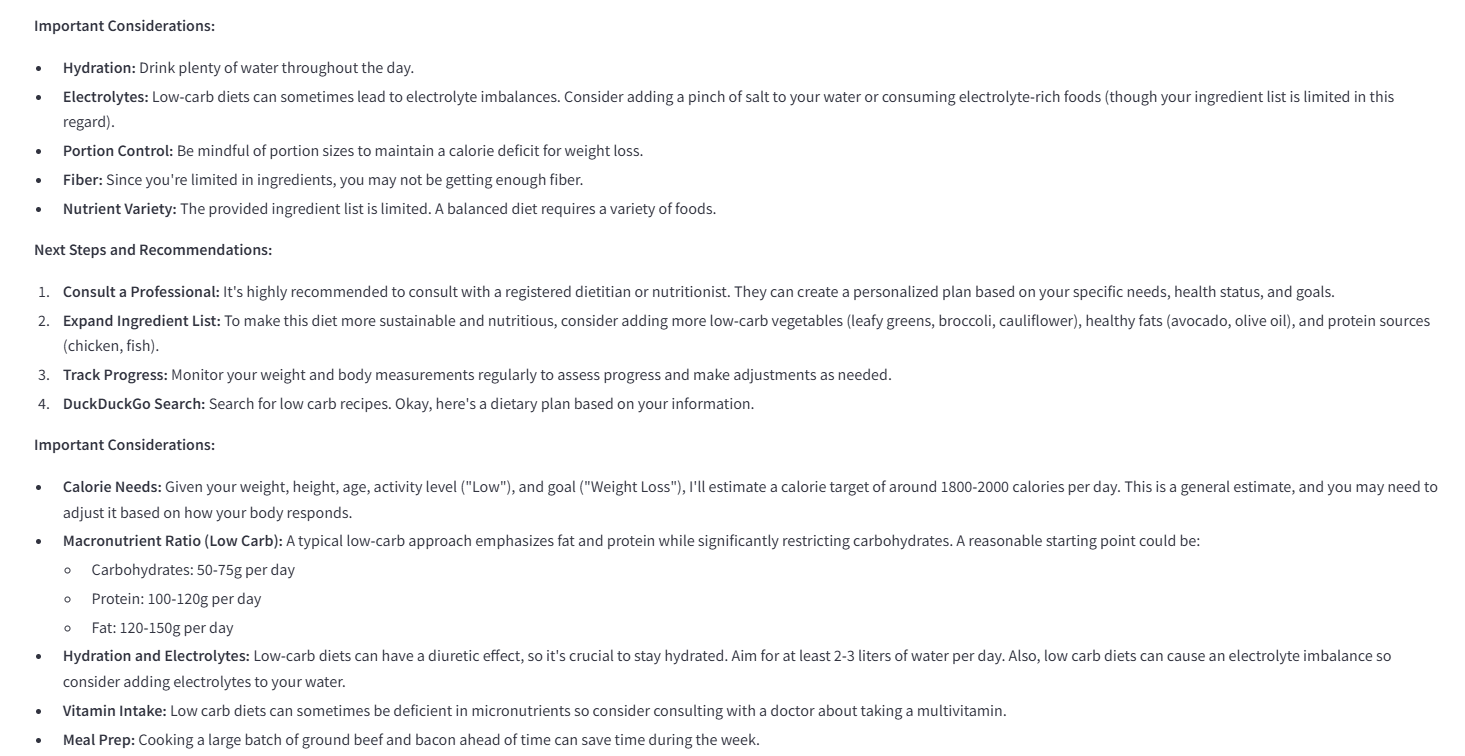 Important Considerations:
Hydration: Drink plenty of water throughout the day.
Electrolytes: Low-carb diets can sometimes lead to electrolyte imbalances. Consider adding a pinch of salt to your water or consuming electrolyte-rich foods (though your ingredient list is limited in this
regard).
Portion Control: Be mindful of portion sizes to maintain a calorie deficit for weight loss.
Fiber: Since you're limited in ingredients, you may not be getting enough fiber.
Nutrient Variety: The provided ingredient list is limited. A balanced diet requires a variety of foods.
Next Steps and Recommendations:
1. Consult a Professional: It's highly recommended to consult with a registered dietitian or nutritionist. They can create a personalized plan based on your specific needs, health status, and goals.
2. Expand Ingredient List: To make this diet more sustainable and nutritious, consider adding more low-carb vegetables (leafy greens, broccoli, cauliflower), healthy fats (avocado, olive oil), and protein sources
(chicken, fish).
3. Track Progress: Monitor your weight and body measurements regularly to assess progress and make adjustments as needed.
4. DuckDuckGo Search: Search for low carb recipes. Okay, here's a dietary plan based on your information.
Important Considerations:
Calorie Needs: Given your weight, height, age, activity level ("Low"), and goal ("Weight Loss"), I'll estimate a calorie target of around 1800-2000 calories per day. This is a general estimate, and you may need to
adjust it based on how your body responds.
Macronutrient Ratio (Low Carb): A typical low-carb approach emphasizes fat and protein while significantly restricting carbohydrates. A reasonable starting point could be:
Carbohydrates: 50-75g per day
Protein: 100-120g per day
Fat: 120-150g per day
Hydration and Electrolytes: Low-carb diets can have a diuretic effect, so it's crucial to stay hydrated. Aim for at least 2-3 liters of water per day. Also, low carb diets can cause an electrolyte imbalance so
consider adding electrolytes to your water.
Vitamin Intake: Low carb diets can sometimes be deficient in micronutrients so consider consulting with a doctor about taking a multivitamin.
Meal Prep: Cooking a large batch of ground beef and bacon ahead of time can save time during the week.